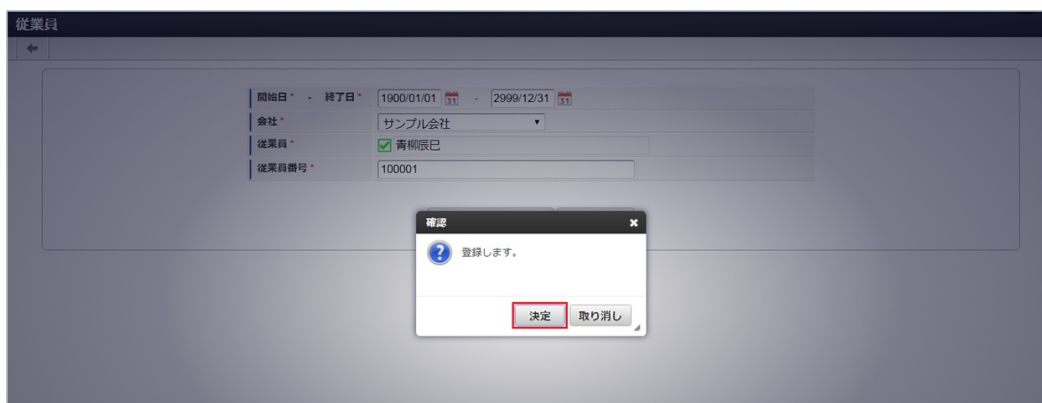 従業員
開始日* - 終了日* 1900/01/01 31 - 2999/12/31 31
会社* サンプル会社
従業員* 青柳辰巳
従業員番号* 100001
確認
登録します。
決定 取り消し